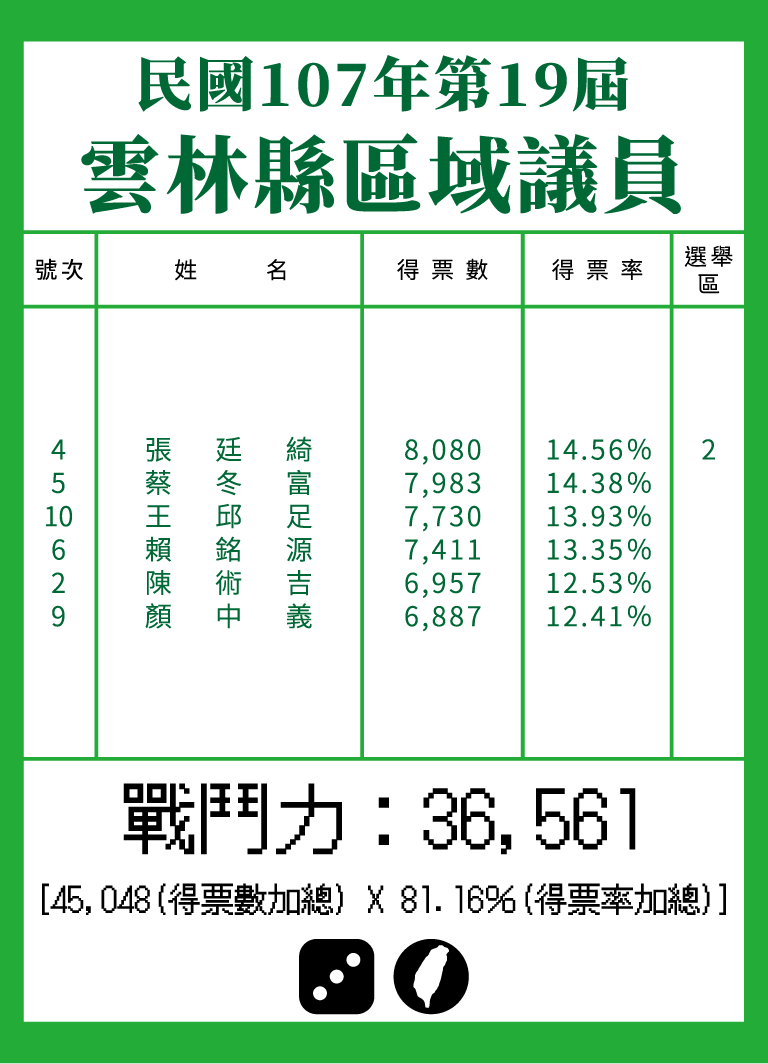 民國107年第19屆
雲林縣區域議員
號次 姓名 得票數 得票率 選舉區
4 張廷綺 8,080 14.56% 2
5 蔡冬富 7,983 14.38%
10 王邱足 7,730 13.93%
6 賴銘源 7,411 13.35%
2 陳術吉 6,957 12.53%
9 顏中義 6,887 12.41%
戰鬥力：36,561
[45,048(得票數加總) X 81.16%(得票率加總)]